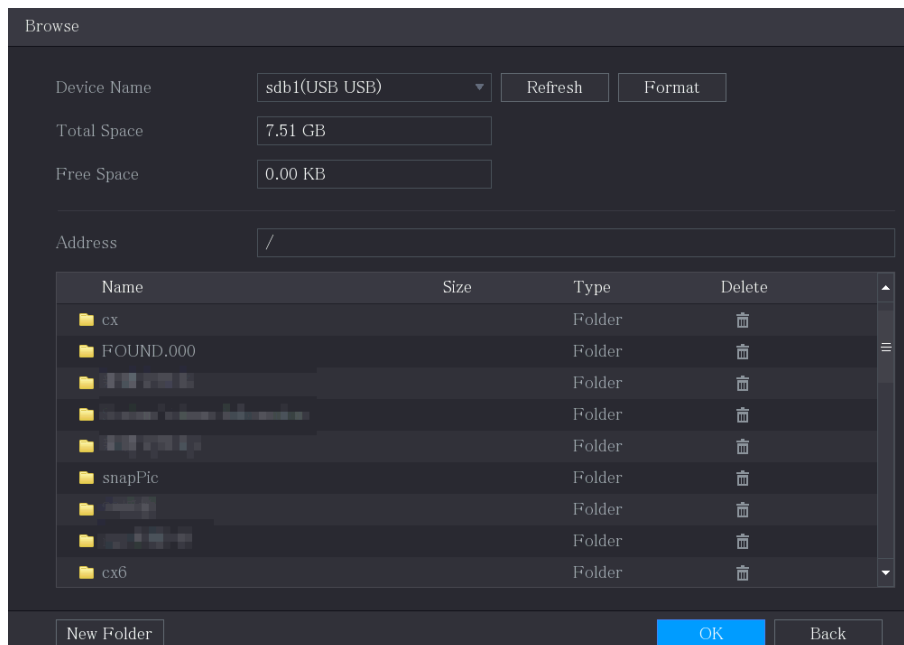 Browse
Device Name sdb1(USB USB) Refresh Format
Total Space 7.51 GB
Free Space 0.00 KB
Address /
Name Size Type Delete
cx Folder
FOUND.000 Folder
Folder
Folder
Folder
snapPic Folder
Folder
Folder
cx6 Folder
New Folder OK Back